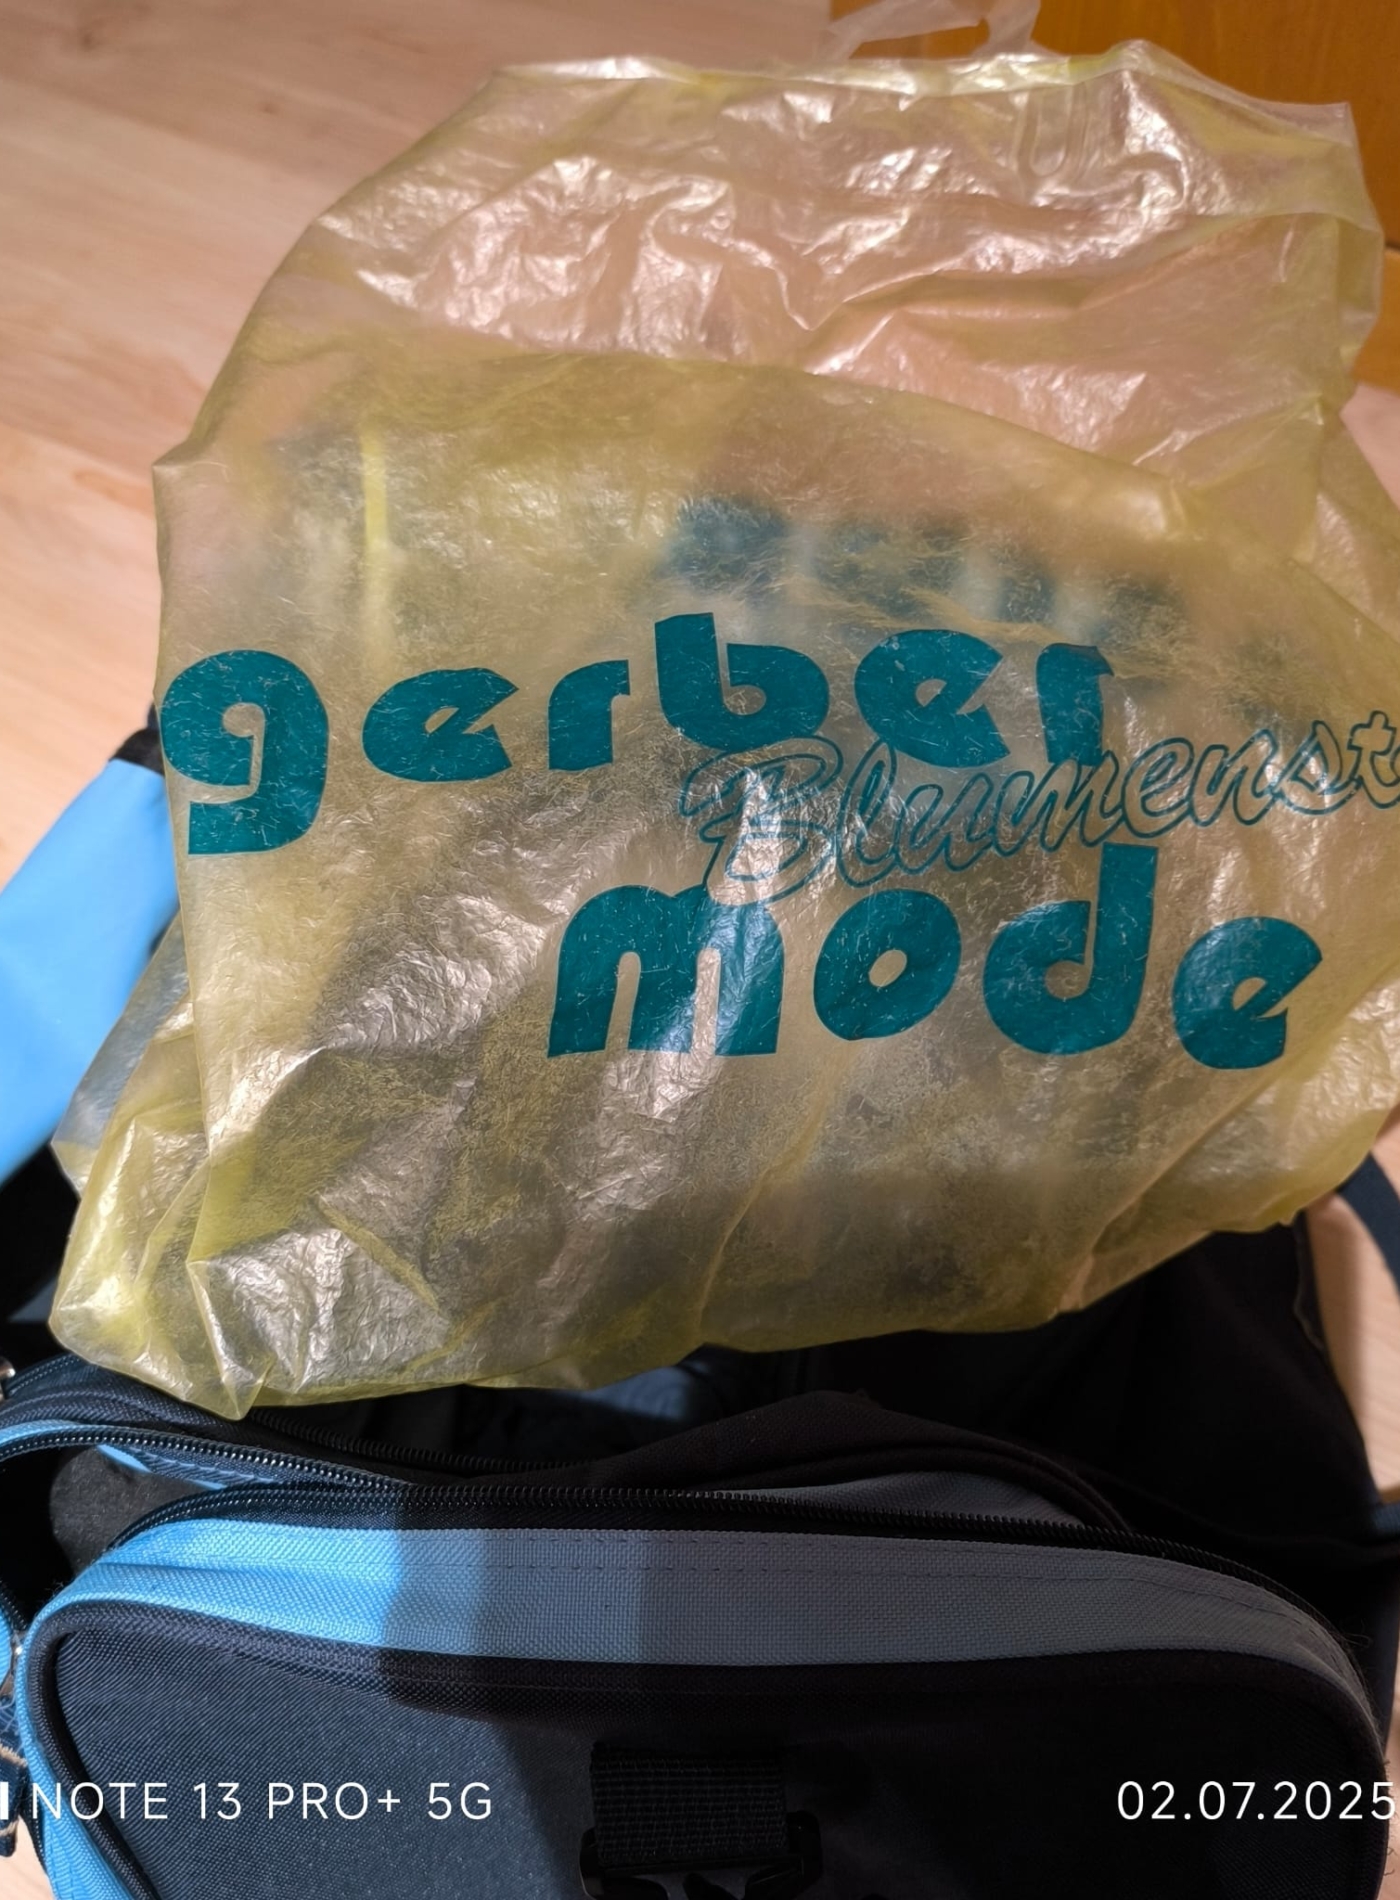 gerber
Blumenst
mode
NOTE 13 PRO+ 5G
02.07.2025